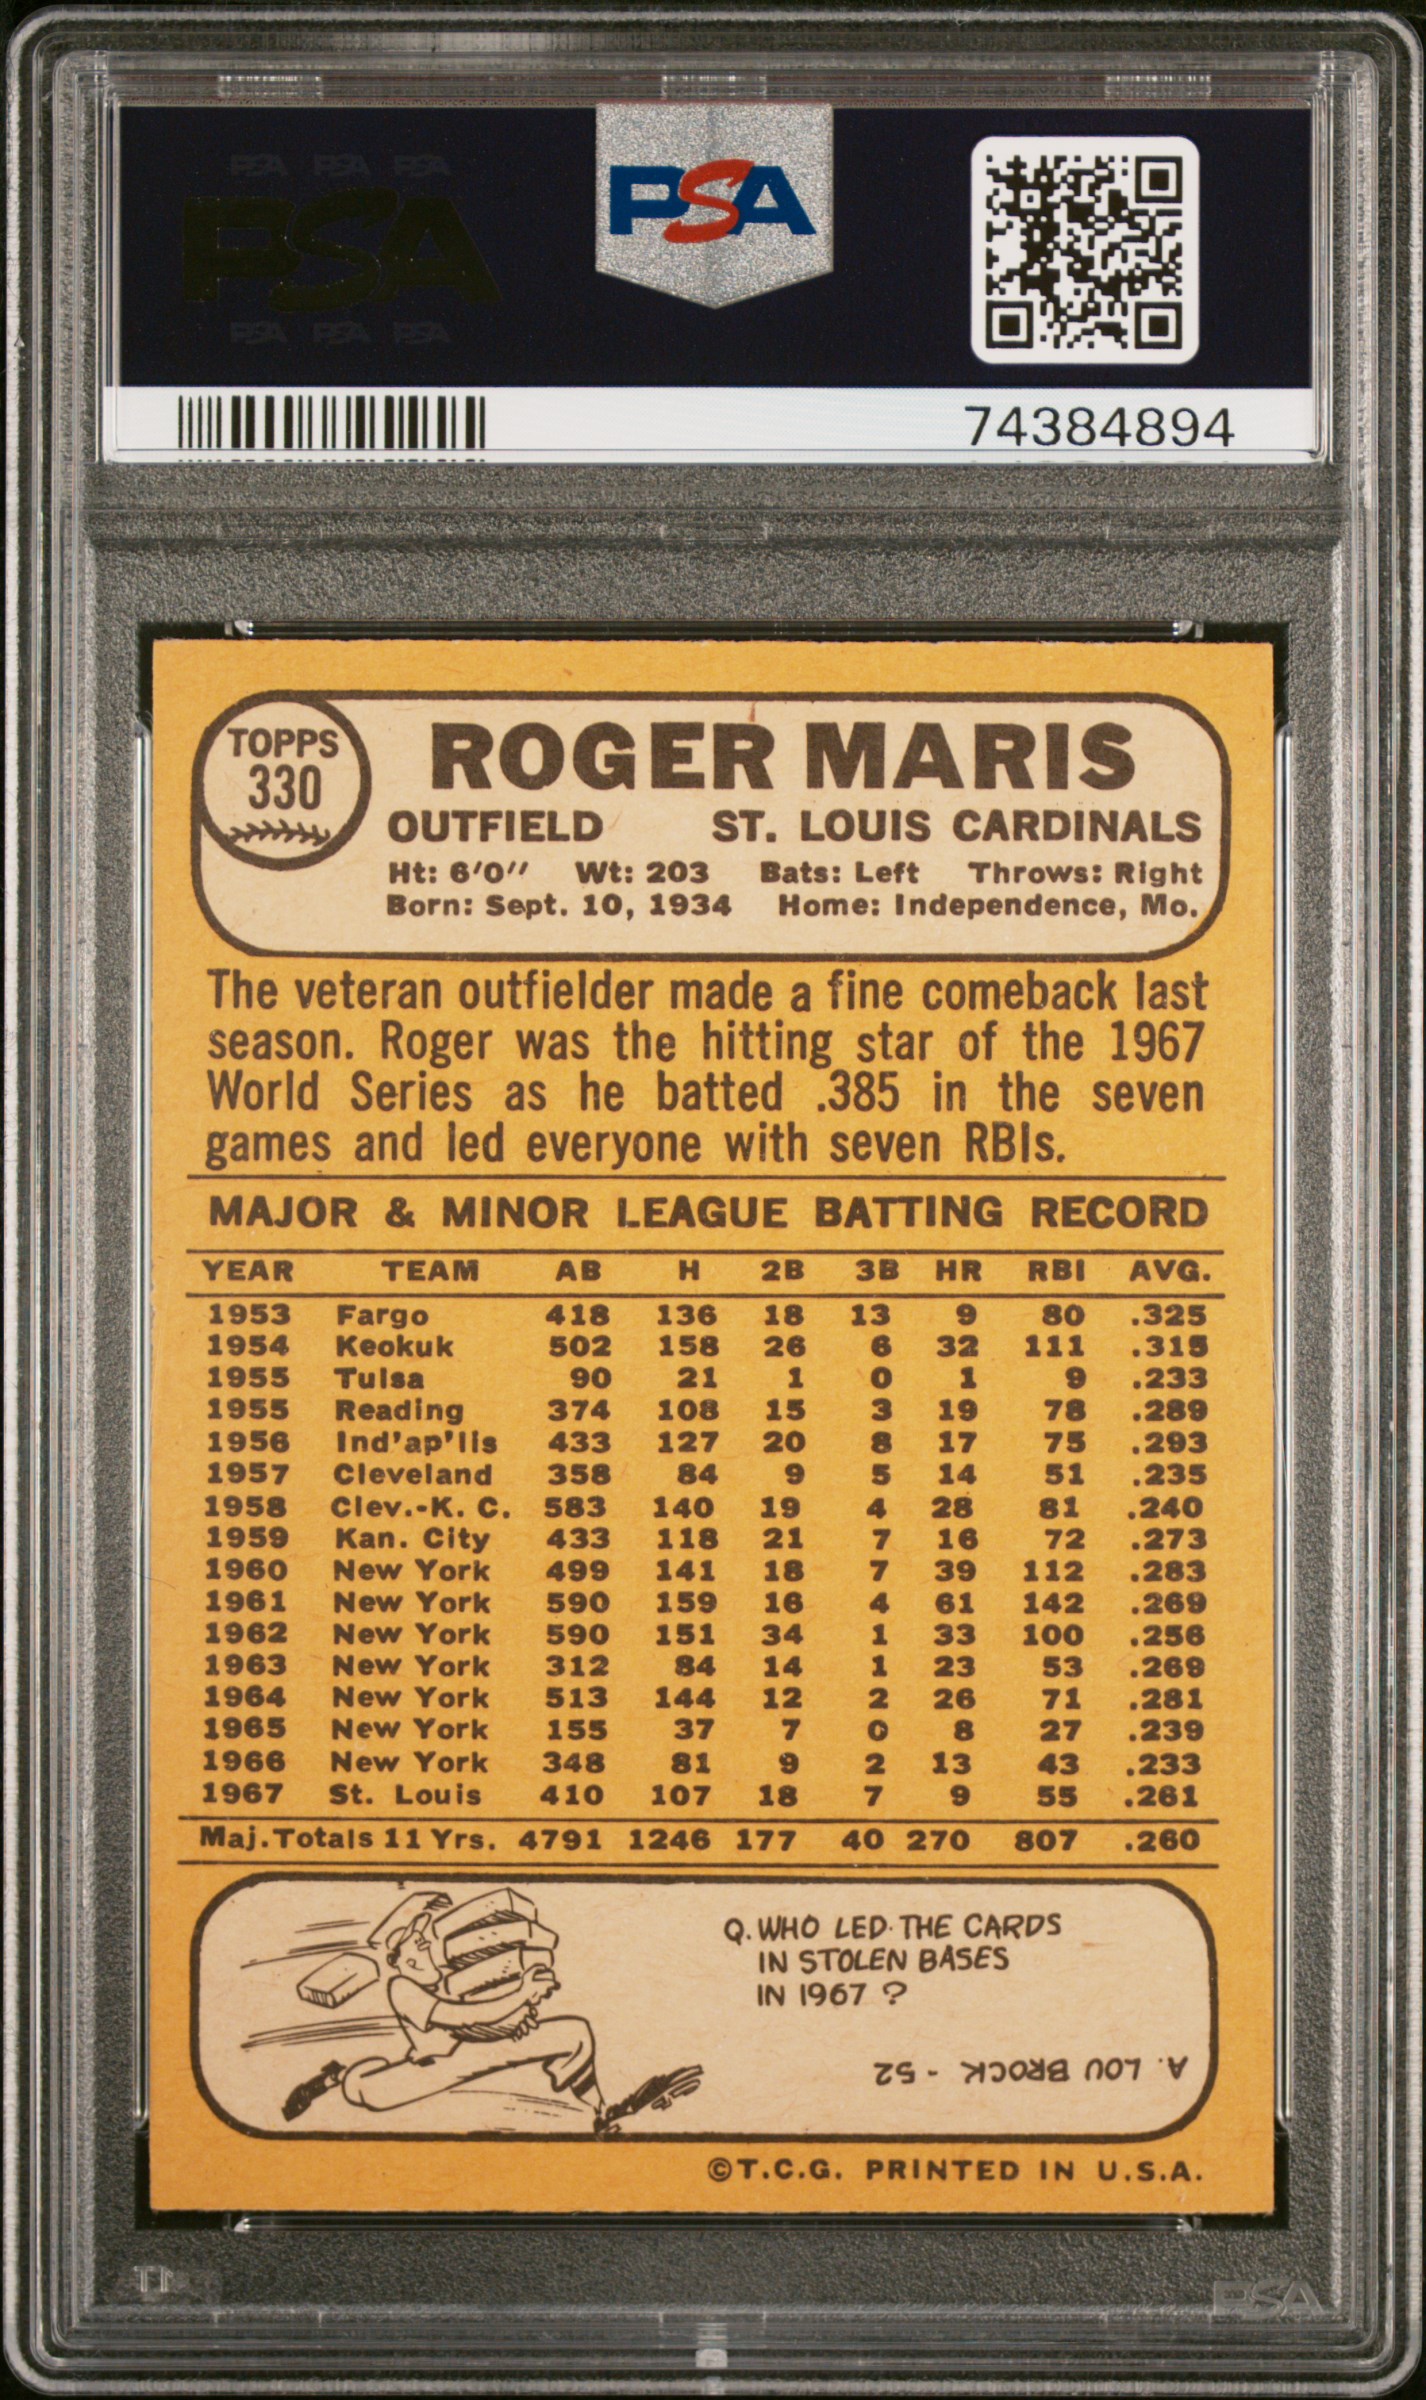 PSA PSA PSA
PSA
PSA PSA PSA
PSA
74384894
TOPPS
330
ROGER MARIS
OUTFIELD ST. LOUIS CARDINALS
Ht: 6'0" Wt: 203 Bats: Left Throws: Right
Born: Sept. 10, 1934 Home: Independence, Mo.
The veteran outfielder made a fine comeback last
season. Roger was the hitting star of the 1967
World Series as he batted .385 in the seven
games and led everyone with seven RBIs.
MAJOR & MINOR LEAGUE BATTING RECORD
YEAR TEAM AB H 2B 3B HR RBI AVG.
1953 Fargo 418 136 18 13 9 80 .325
1954 Keokuk 502 158 26 6 32 111 .315
1955 Tulsa 90 21 1 0 1 9 .233
1955 Reading 374 108 15 3 19 78 .289
1956 Ind'ap'lis 433 127 20 8 17 75 .293
1957 Cleveland 358 84 9 5 14 51 .235
1958 Clev.-K. C. 583 140 19 4 28 81 .240
1959 Kan. City 433 118 21 7 16 72 .273
1960 New York 499 141 18 7 39 112 .283
1961 New York 590 159 16 4 61 142 .269
1962 New York 590 151 34 1 33 100 .256
1963 New York 312 84 14 1 23 53 .269
1964 New York 513 144 12 2 26 71 .281
1965 New York 155 37 7 0 8 27 .239
1966 New York 348 81 9 2 13 43 .233
1967 St. Louis 410 107 18 7 9 55 .261
Maj. Totals 11 Yrs. 4791 1246 177 40 270 807 .260
Q. WHO LED THE CARDS
IN STOLEN BASES
IN 1967 ?
A. LOU BROCK - 52
©T.C.G. PRINTED IN U.S.A.
PSA